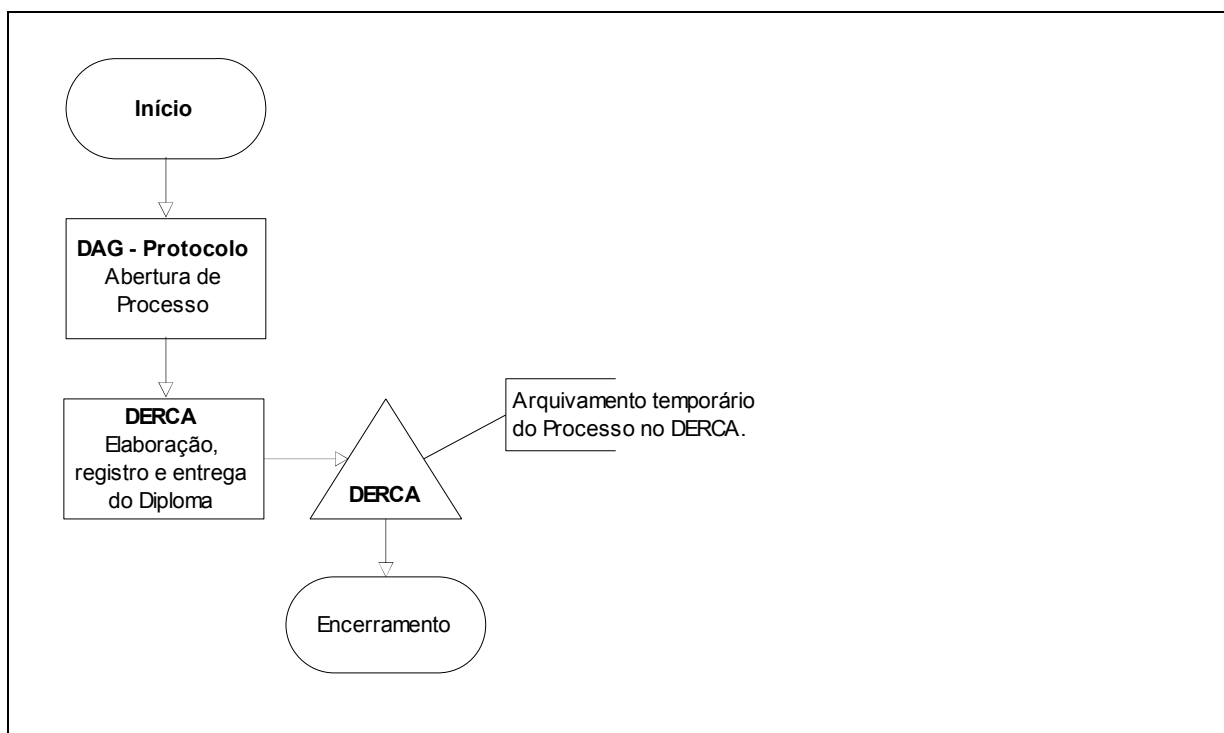 Início
DAG - Protocolo
Abertura de
Processo
DERCA
Elaboração,
registro e entrega
do Diploma
DERCA
Arquivamento temporário
do Processo no DERCA.
Encerramento